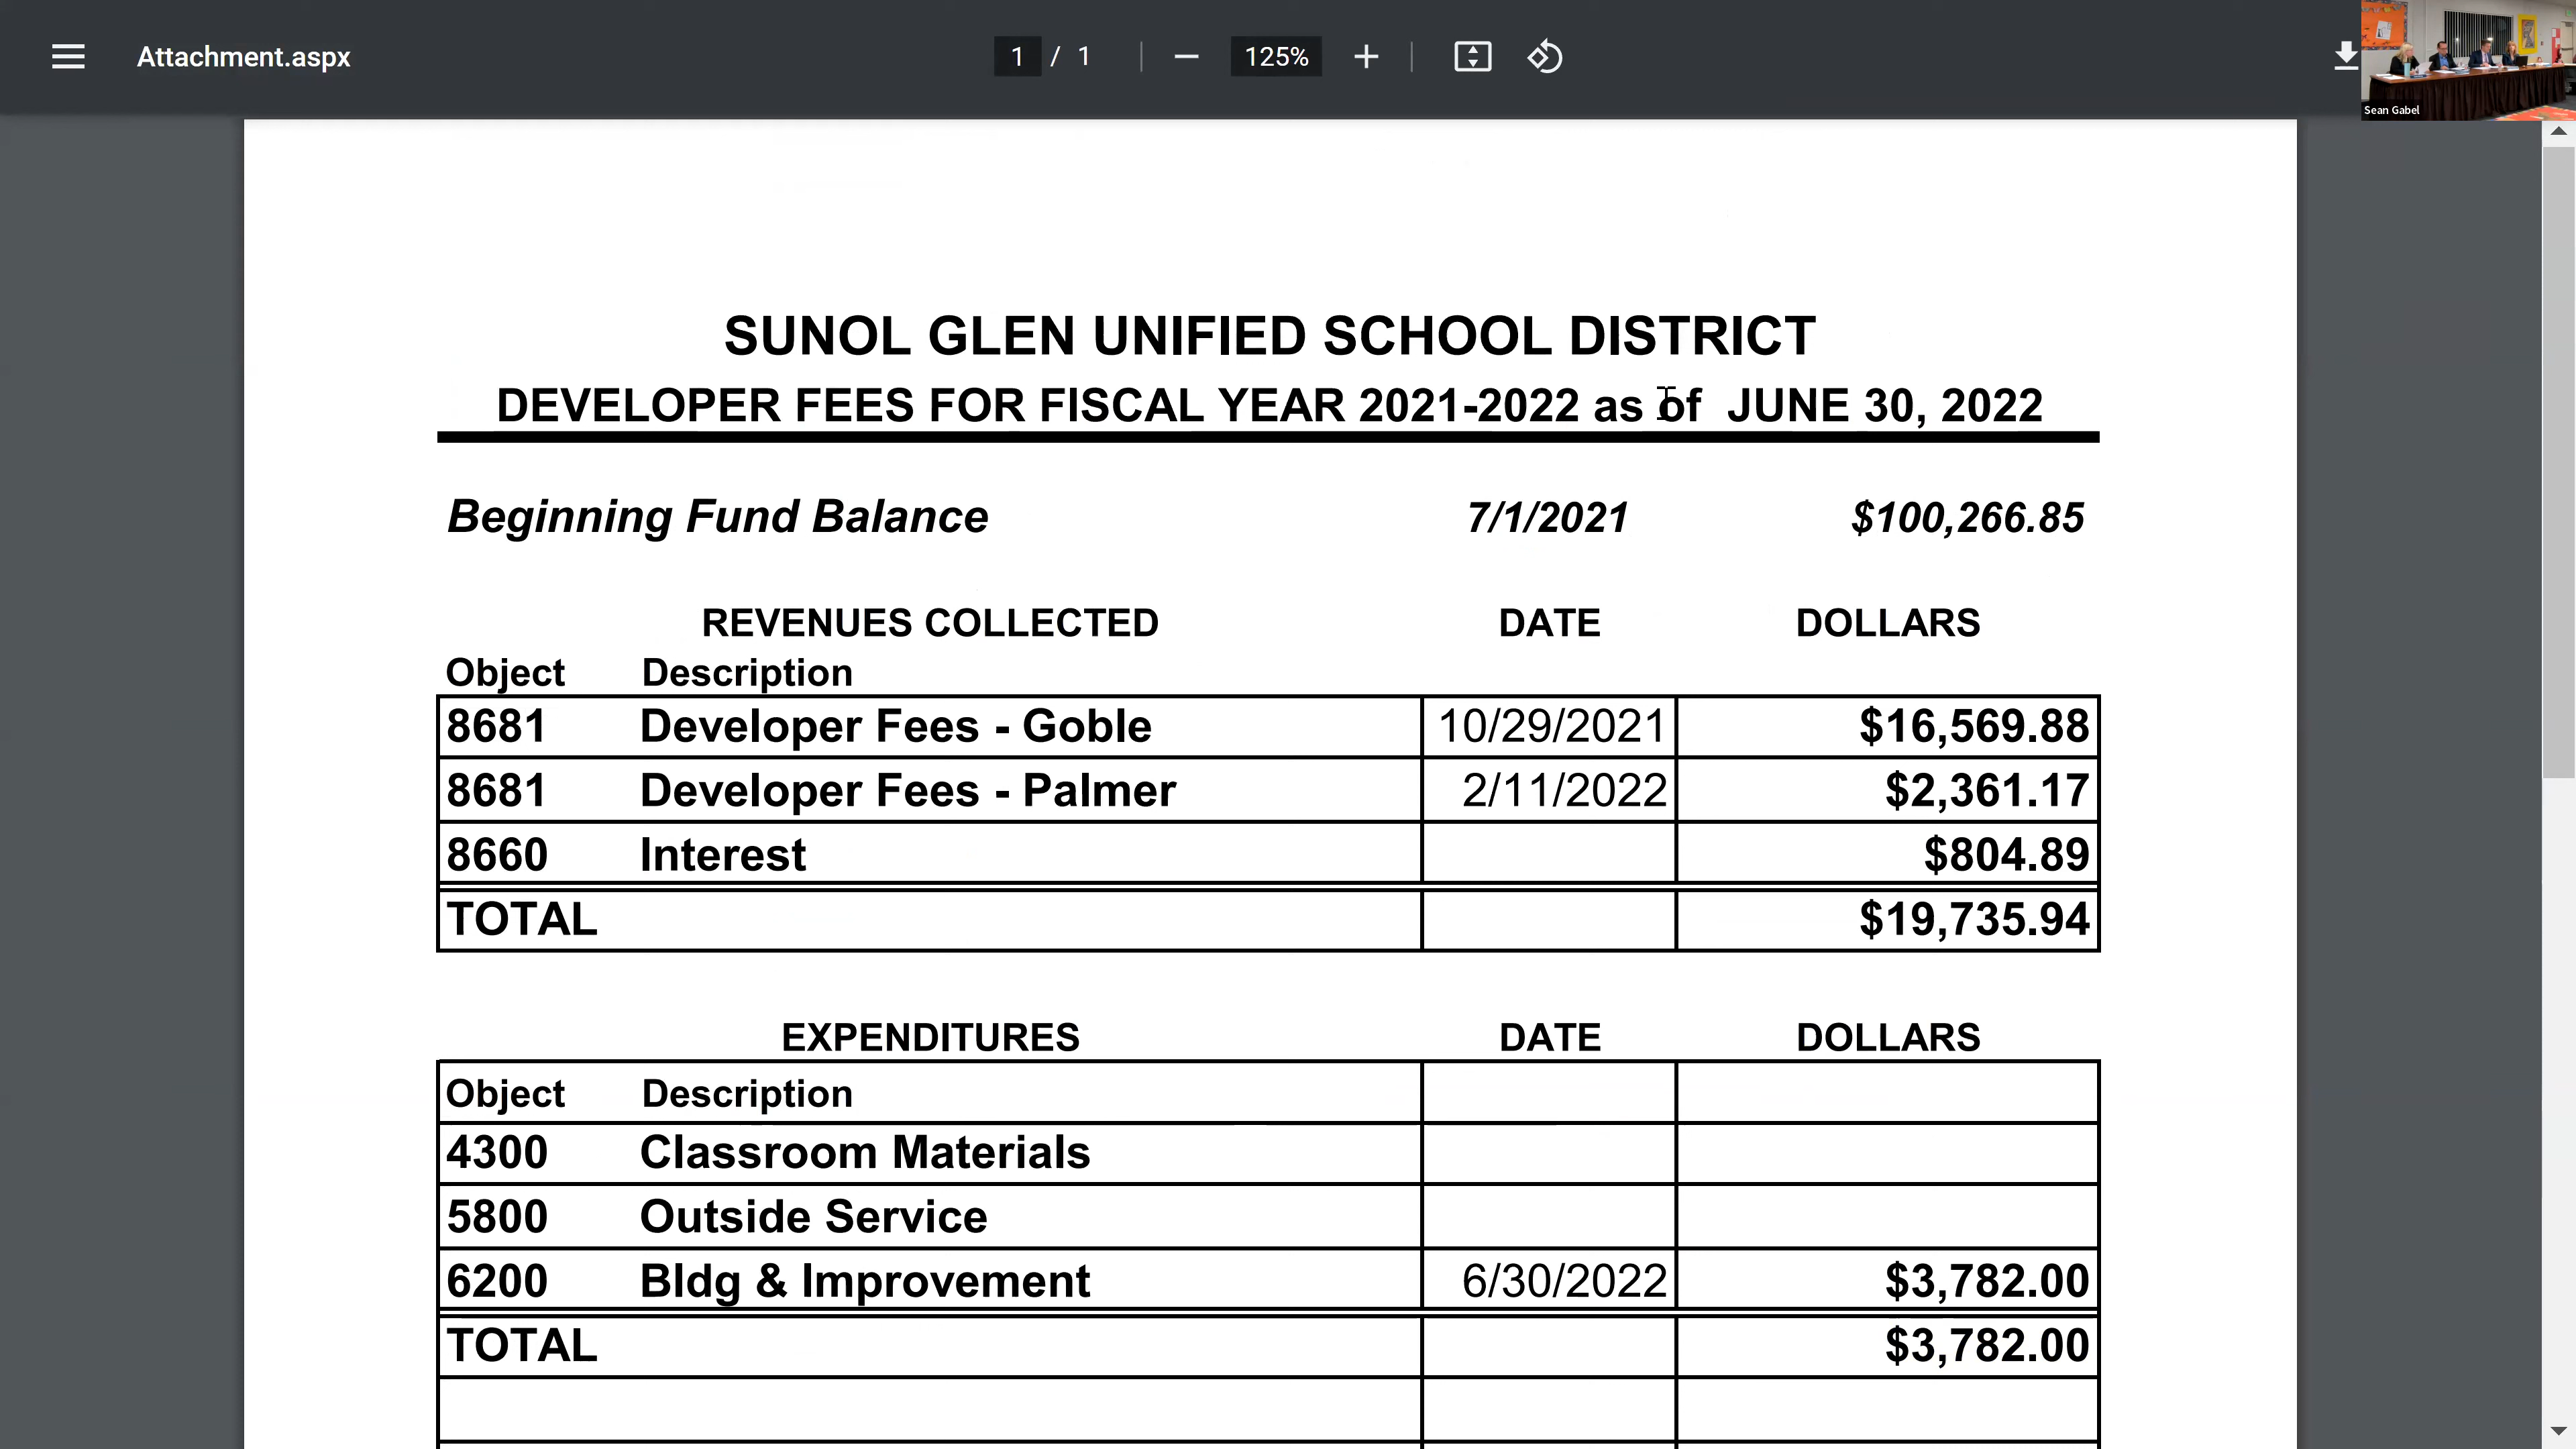 Attachment.aspx
1 / 1
125%
Sean Gabel
SUNOL GLEN UNIFIED SCHOOL DISTRICT
DEVELOPER FEES FOR FISCAL YEAR 2021-2022 as of JUNE 30, 2022
Beginning Fund Balance 7/1/2021 $100,266.85
REVENUES COLLECTED DATE DOLLARS
Object Description
8681 Developer Fees - Goble 10/29/2021 $16,569.88
8681 Developer Fees - Palmer 2/11/2022 $2,361.17
8660 Interest $804.89
TOTAL $19,735.94
EXPENDITURES DATE DOLLARS
Object Description
4300 Classroom Materials
5800 Outside Service
6200 Bldg & Improvement 6/30/2022 $3,782.00
TOTAL $3,782.00